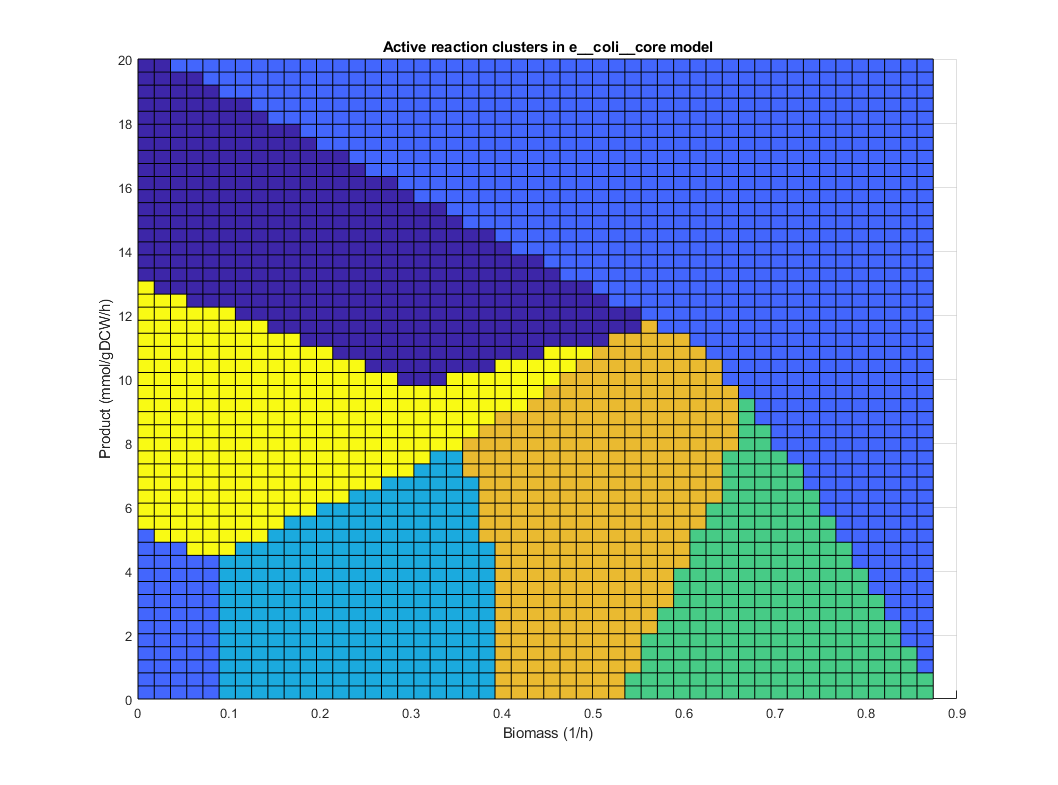 Active reaction clusters in e__coli__core model
20
18
16
14
12
10
8
6
4
2
0
Product (mmol/gDCW/h)
0 0.1 0.2 0.3 0.4 0.5 0.6 0.7 0.8 0.9
Biomass (1/h)